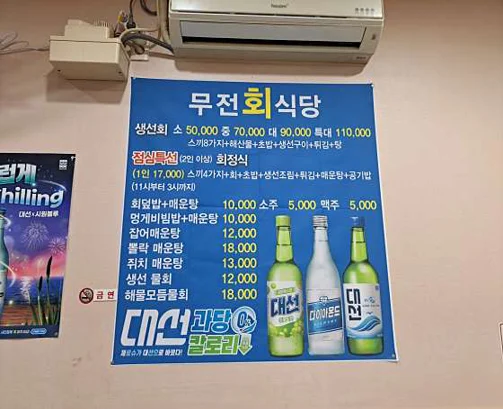 무전회식당
생선회 소 50,000 중 70,000 대 90,000 특대 110,000
스끼8가지+해산물+초밥+생선구이+튀김+탕
점심특선 (2인 이상) 회정식
(1인 17,000) 스끼4가지+회+초밥+생선조림+튀김+매운탕+공기밥
(11시부터 3시까지)
회덮밥+매운탕 10,000 소주 5,000 맥주 5,000
멍게비빔밥+매운탕 10,000
잡어매운탕 12,000
뽈락 매운탕 18,000
쥐치 매운탕 13,000
생선 물회 12,000
해물모듬물회 18,000
대선 과당 0%
칼로리
대선
다이아몬드
대선
럽게
hilling
대선×시원블루
금연